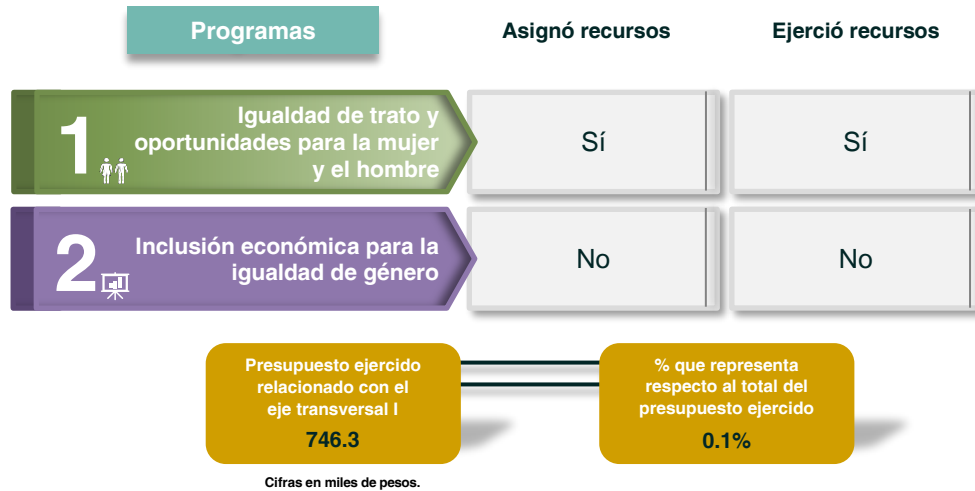 Programas
Asignó recursos
Ejerció recursos
1
Igualdad de trato y
oportunidades para la mujer
y el hombre
Sí
Sí
2
Inclusión económica para la
igualdad de género
No
No
Presupuesto ejercido
relacionado con el
eje transversal I
746.3
% que representa
respecto al total del
presupuesto ejercido
0.1%
Cifras en miles de pesos.